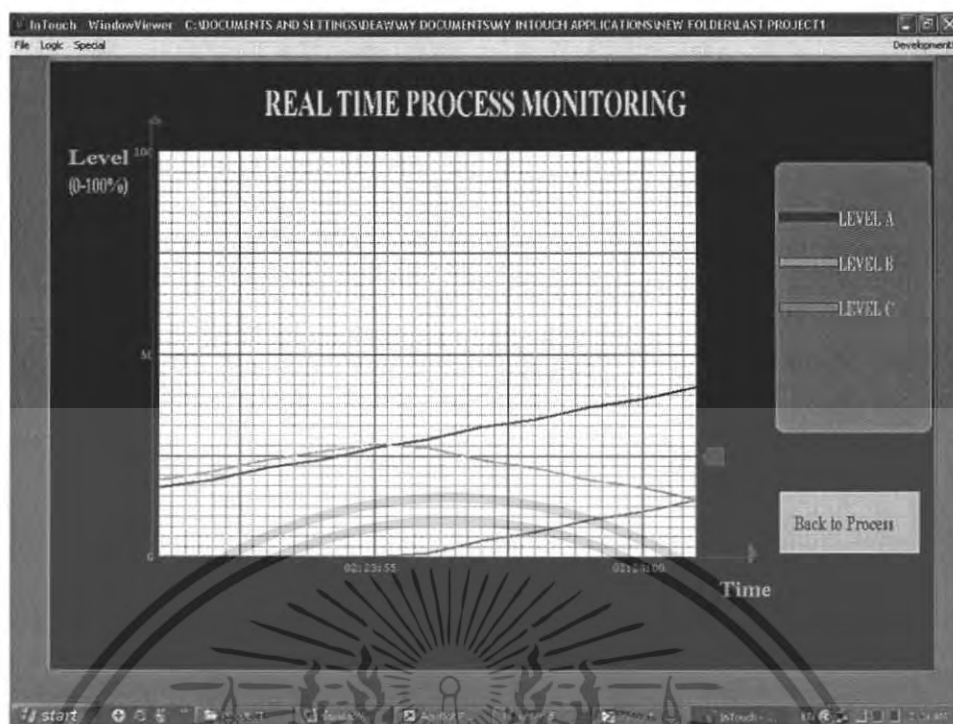 InTouch - WindowViewer - C:\DOCUMENTS AND SETTINGS\DEAW\MY DOCUMENTS\MY INTOUCH APPLICATIONS\NEW FOLDER\LAST PROJECT1
File Logic Special
Development!
REAL TIME PROCESS MONITORING
Level
(0-100%)
100
50
0
LEVEL A
LEVEL B
LEVEL C
Back to Process
02:23:55
Time
start
InTouch